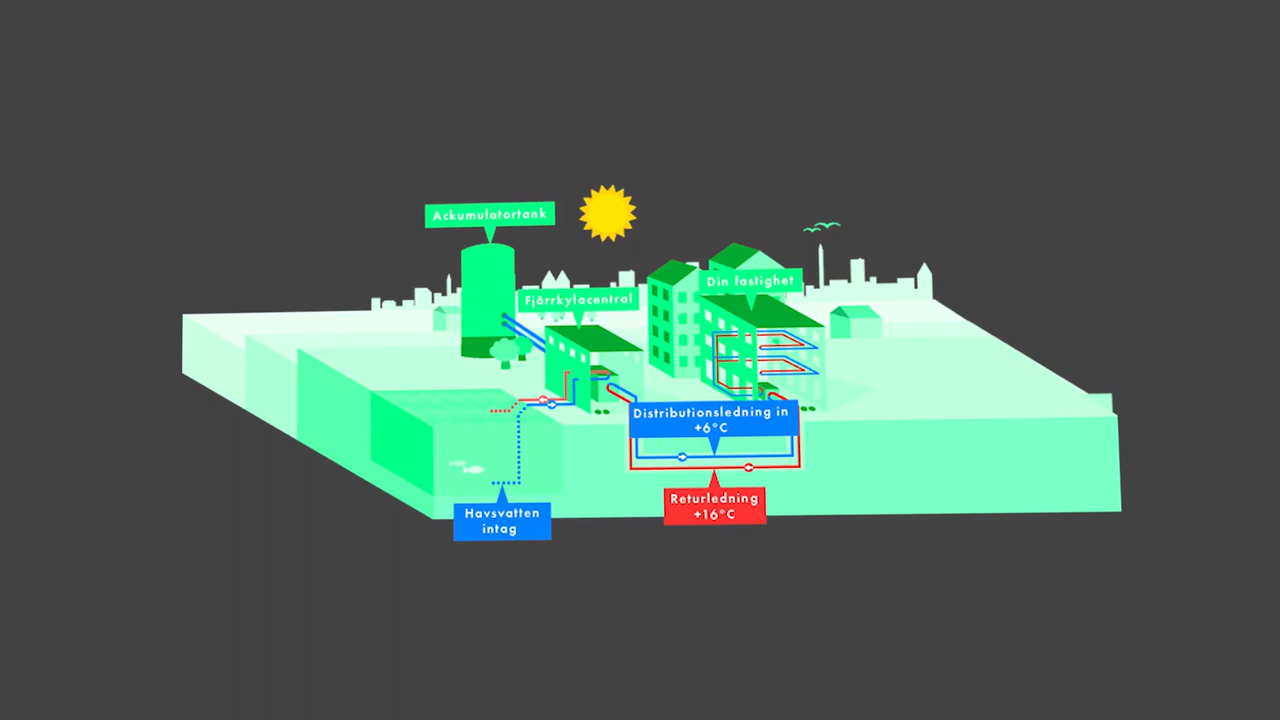 Ackumulatortank
Fjärrkylacentral
Din fastighet
Distributionsledning in
+6°C
Returledning
+16°C
Havsvatten
intag